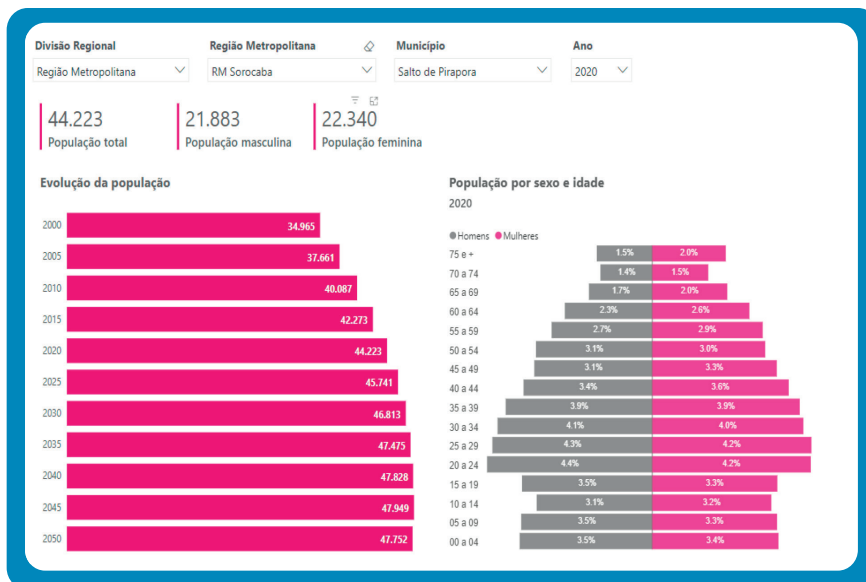 Divisão Regional
Região Metropolitana
Região Metropolitana
RM Sorocaba
Município
Salto de Pirapora
Ano
2020
44.223
População total
21.883
População masculina
22.340
População feminina
Evolução da população
2000 34.965
2005 37.661
2010 40.087
2015 42.273
2020 44.223
2025 45.741
2030 46.813
2035 47.475
2040 47.828
2045 47.949
2050 47.752
População por sexo e idade
2020
Homens Mulheres
75 e + 1.5% 2.0%
70 a 74 1.4% 1.5%
65 a 69 1.7% 2.0%
60 a 64 2.3% 2.6%
55 a 59 2.7% 2.9%
50 a 54 3.1% 3.0%
45 a 49 3.1% 3.3%
40 a 44 3.4% 3.6%
35 a 39 3.9% 3.9%
30 a 34 4.1% 4.0%
25 a 29 4.3% 4.2%
20 a 24 4.4% 4.2%
15 a 19 3.5% 3.3%
10 a 14 3.1% 3.2%
05 a 09 3.5% 3.3%
00 a 04 3.5% 3.4%